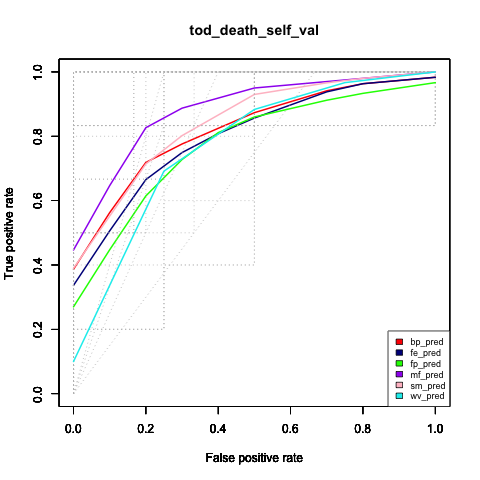 tod_death_self_val
True positive rate
1.0
0.8
0.6
0.4
0.2
0.0
0.0 0.2 0.4 0.6 0.8 1.0
False positive rate
bp_pred
fe_pred
fp_pred
mf_pred
sm_pred
wv_pred